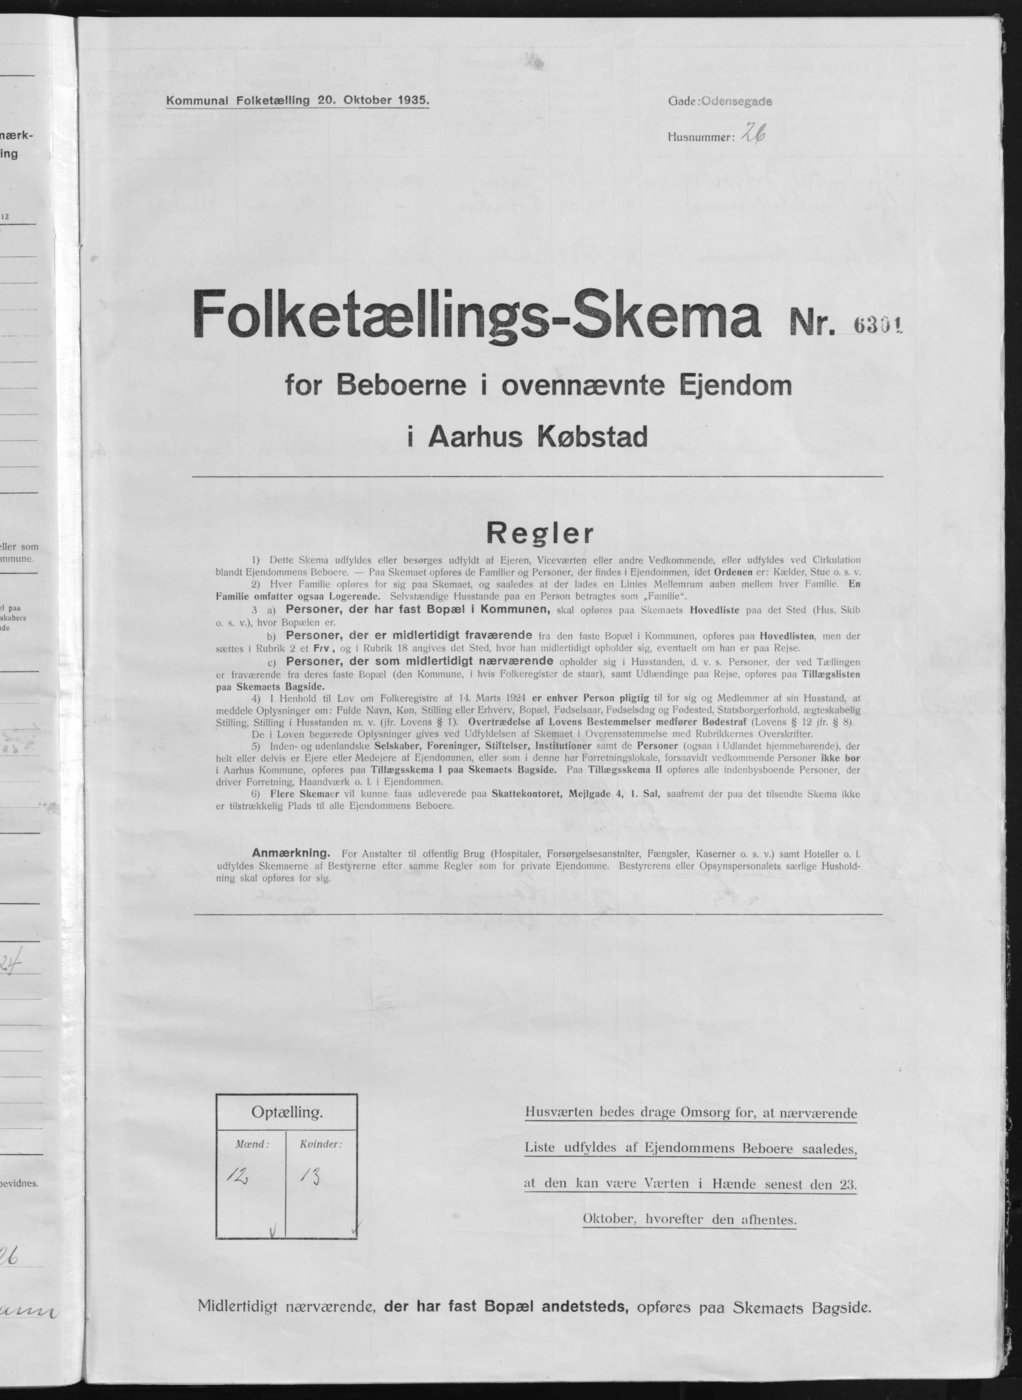 Kommunal Folketælling 20. Oktober 1935.
Gade: Odensegade
Husnummer: 26
Folketællings-Skema Nr. 6301
for Beboerne i ovennævnte Ejendom
i Aarhus Købstad
Regler
1) Dette Skema udfyldes eller besørges udfyldt af Ejeren, Viceværten eller andre Vedkommende, eller udfyldes ved Cirkulation
blandt Ejendommens Beboere. — Paa Skemaet opføres de Familier og Personer, der findes i Ejendommen, idet Ordenen er: Kælder, Stue o. s. v.
2) Hver Familie opføres for sig paa Skemaet, og saaledes at der lades en Linies Mellemrum aaben mellem hver Familie. En
Familie omfatter ogsaa Logerende. Selvstændige Husstande paa en Person betragtes som „Familie“.
3 a) Personer, der har fast Bopæl i Kommunen, skal opføres paa Skemaets Hovedliste paa det Sted (Hus, Skib
o. s. v.), hvor Bopælen er.
b) Personer, der er midlertidigt fraværende fra den faste Bopæl i Kommunen, opføres paa Hovedlisten, men der
sættes i Rubrik 2 et Frv., og i Rubrik 18 angives det Sted, hvor han midlertidigt opholder sig, eventuelt om han er paa Rejse.
c) Personer, der som midlertidigt nærværende opholder sig i Husstanden, d. v. s. Personer, der ved Tællingen
er fraværende fra deres faste Bopæl (den Kommune, i hvis Folkeregister de staar), samt Udlændinge paa Rejse, opføres paa Tillægslisten
paa Skemaets Bagside.
4) I Henhold til Lov om Folkeregistre af 14. Marts 1924 er enhver Person pligtig til for sig og Medlemmer af sin Husstand, at
meddele Oplysninger om: Fulde Navn, Køn, Stilling eller Erhverv, Bopæl, Fødselsaar, Fødselsdag og Fødested, Statsborgerforhold, ægteskabelig
Stilling, Stilling i Husstanden m. v. (jfr. Lovens § 1). Overtrædelse af Lovens Bestemmelser medfører Bødestraf (Lovens § 12 jfr. § 8).
De i Loven begærede Oplysninger gives ved Udfyldelsen af Skemaet i Overensstemmelse med Rubrikkernes Overskrifter.
5) Inden- og udenlandske Selskaber, Foreninger, Stiftelser, Institutioner samt de Personer (ogsaa i Udlandet hjemmehørende), der
helt eller delvis er Ejere eller Medejere af Ejendommen, eller som i denne har Forretningslokale, forsaavidt vedkommende Personer ikke bor
i Aarhus Kommune, opføres paa Tillægsskema I paa Skemaets Bagside. Paa Tillægsskema II opføres alle indenbysboende Personer, der
driver Forretning, Haandværk o. l. i Ejendommen.
6) Flere Skemaer vil kunne faas udleverede paa Skattekontoret, Mejlgade 4, 1. Sal, saafremt der paa det tilsendte Skema ikke
er tilstrækkelig Plads til alle Ejendommens Beboere.
Anmærkning. For Anstalter til offentlig Brug (Hospitaler, Forsørgelsesanstalter, Fængsler, Kaserner o. s. v.) samt Hoteller o. l.
udfyldes Skemaerne af Bestyrerne efter samme Regler som for private Ejendomme. Bestyrerens eller Opsynspersonalets særlige Hushold-
ning skal opføres for sig.
Optælling.
Mænd: Kvinder:
12 13
Husværten bedes drage Omsorg for, at nærværende
Liste udfyldes af Ejendommens Beboere saaledes,
at den kan være Værten i Hænde senest den 23.
Oktober, hvorefter den afhentes.
Midlertidigt nærværende, der har fast Bopæl andetsteds, opføres paa Skemaets Bagside.